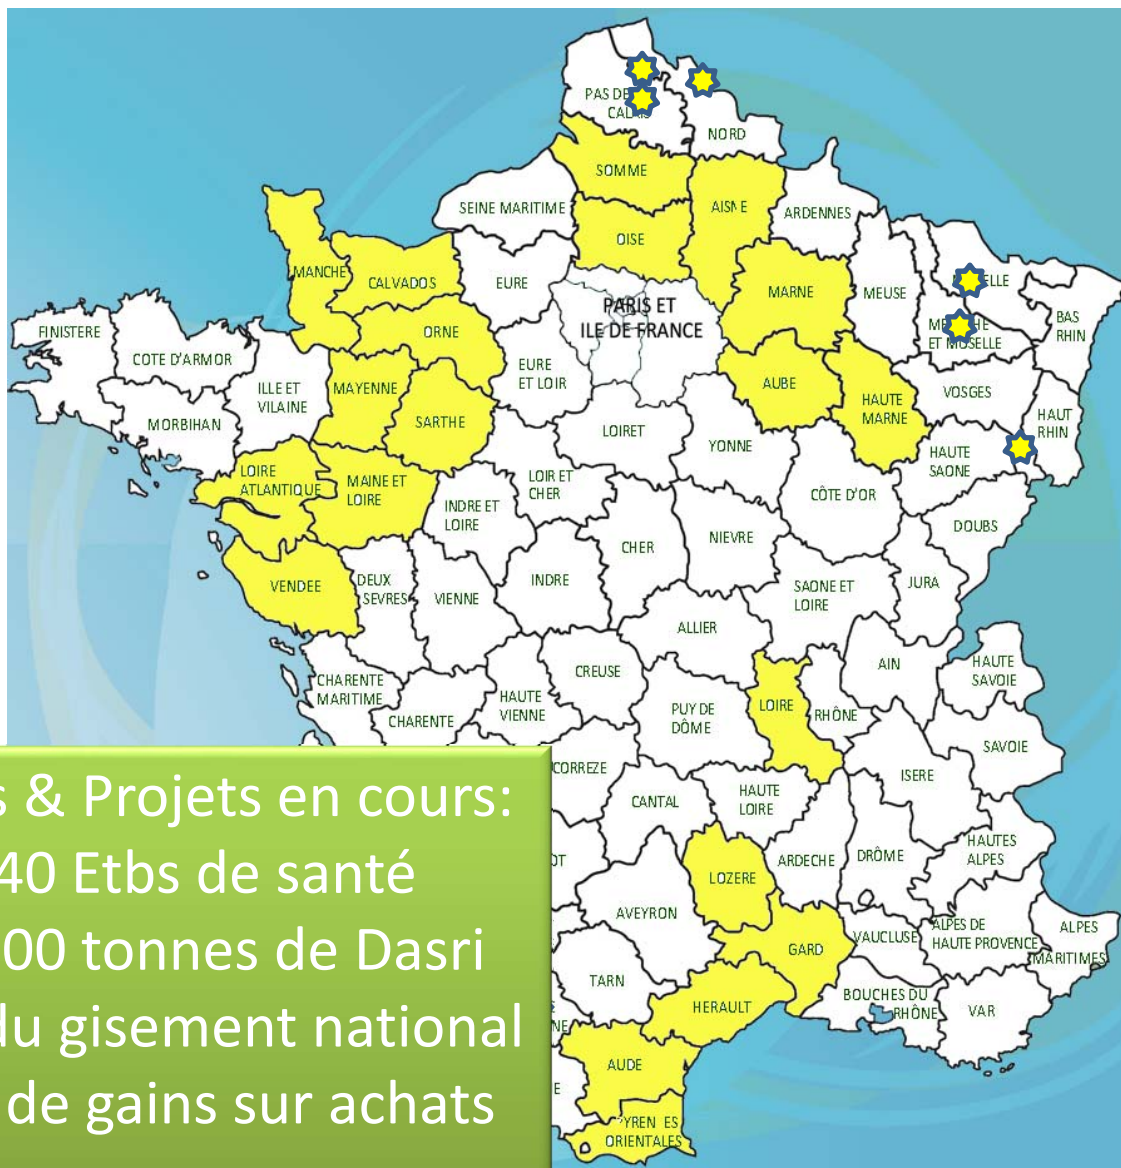 PAS DE
CALAIS
NORD
SOMME
SEINE MARITIME
AISNE
ARDENNES
OISE
MANCHE
CALVADOS
EURE
MARNE
MEUSE
PARIS ET
ILE DE FRANCE
ET MOSELLE
BAS
RHIN
FINISTERE
COTE D'ARMOR
ORNE
ILLE ET
VILAINE
MAYENNE
EURE
ET LOIR
AUBE
HAUTE
MARNE
VOSGES
MORBIHAN
SARTHE
LOIRET
YONNE
HAUT
RHIN
HAUTE
SAONE
LOIRE
ATLANTIQUE
MAINE ET
LOIRE
LOIR ET
CHER
INDRE ET
LOIRE
CÔTE D'OR
DOUBS
CHER
NIEVRE
VENDEE
DEUX
SEVRES
VIENNE
INDRE
SAONE ET
LOIRE
JURA
ALLIER
CHARENTE
MARITIME
CREUSE
AIN
HAUTE
SAVOIE
HAUTE
VIENNE
CHARENTE
PUY DE
DÔME
LOIRE
RHÔNE
SAVOIE
CORREZE
ISERE
CANTAL
HAUTE
LOIRE
ARDECHE
DRÔME
HAUTES
ALPES
LOZERE
AVEYRON
GARD
VAUCLUSE
ALPES DE
HAUTE PROVENCE
ALPES
MARITIMES
TARN
HERAULT
BOUCHES DU
RHÔNE
VAR
AUDE
ORIENTALES
s & Projets en cours:
40 Etbs de santé
00 tonnes de Dasri
du gisement national
de gains sur achats